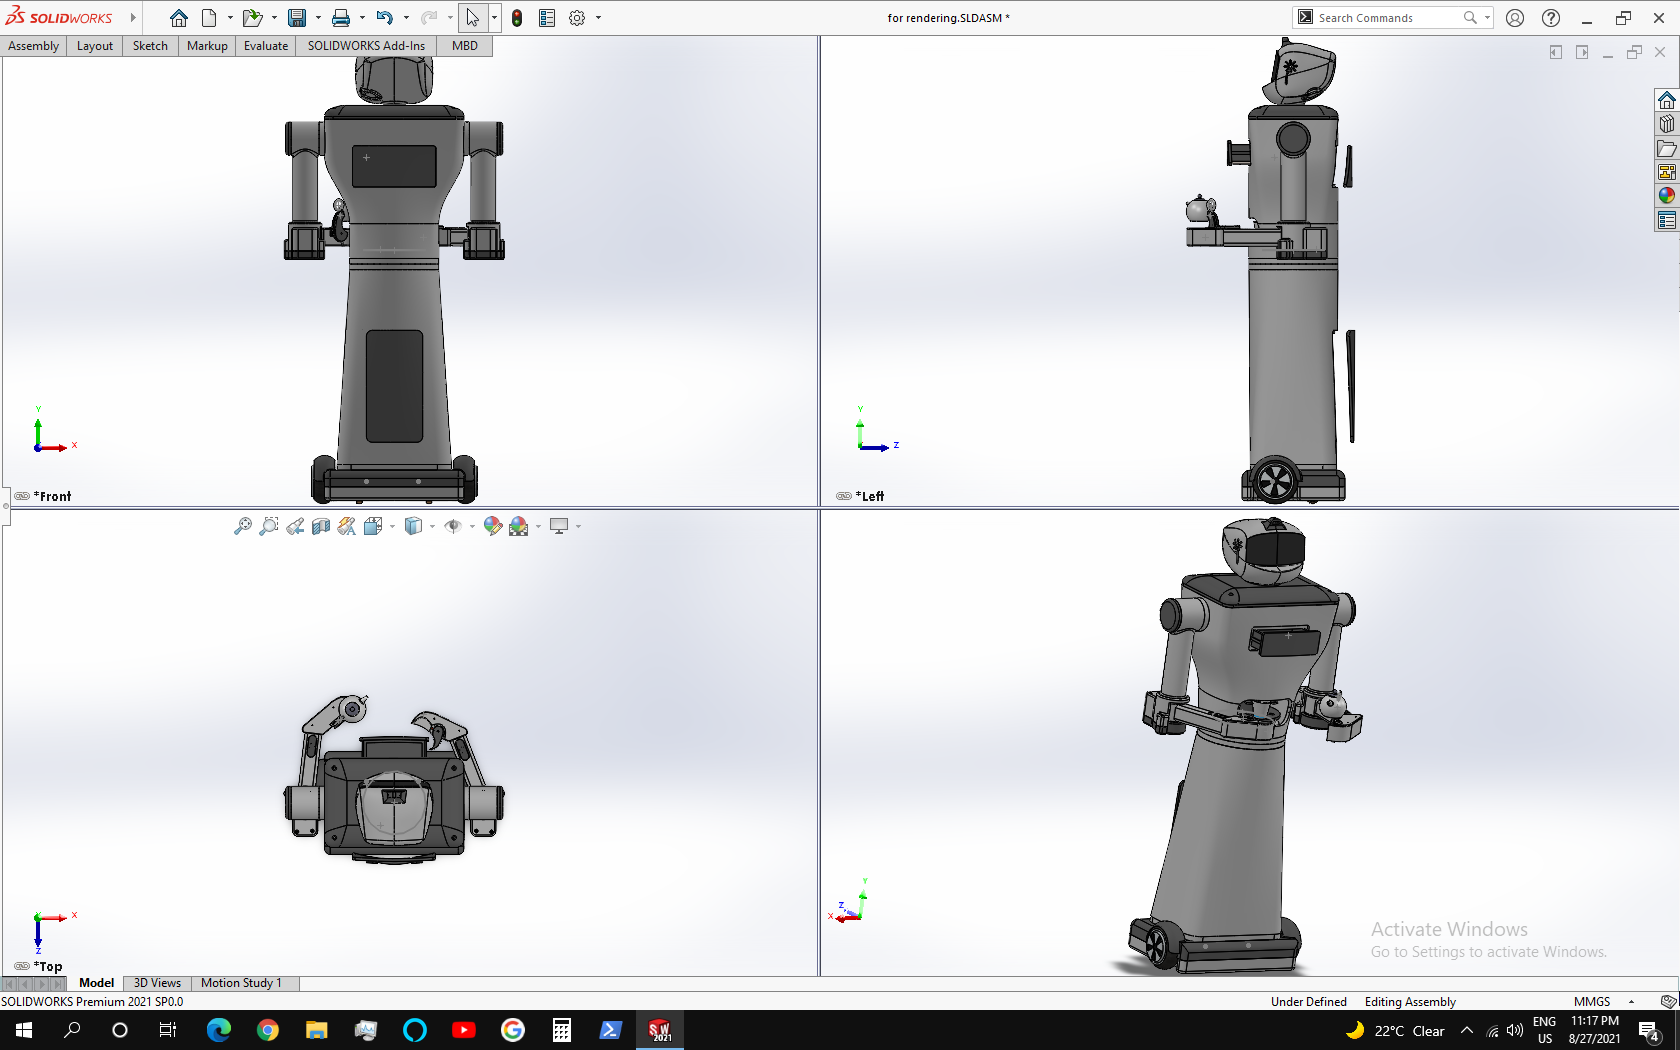 SOLIDWORKS
for rendering.SLDASM *
Search Commands
Assembly
Layout
Sketch
Markup
Evaluate
SOLIDWORKS Add-Ins
MBD
Y
X
*Front
Y
Z
*Left
X
Z
*Top
Y
Z
X
Activate Windows
Go to Settings to activate Windows.
Model
3D Views
Motion Study 1
SOLIDWORKS Premium 2021 SP0.0
Under Defined
Editing Assembly
MMGS
SW
2021
22°C Clear
ENG
US
11:17 PM
8/27/2021
4